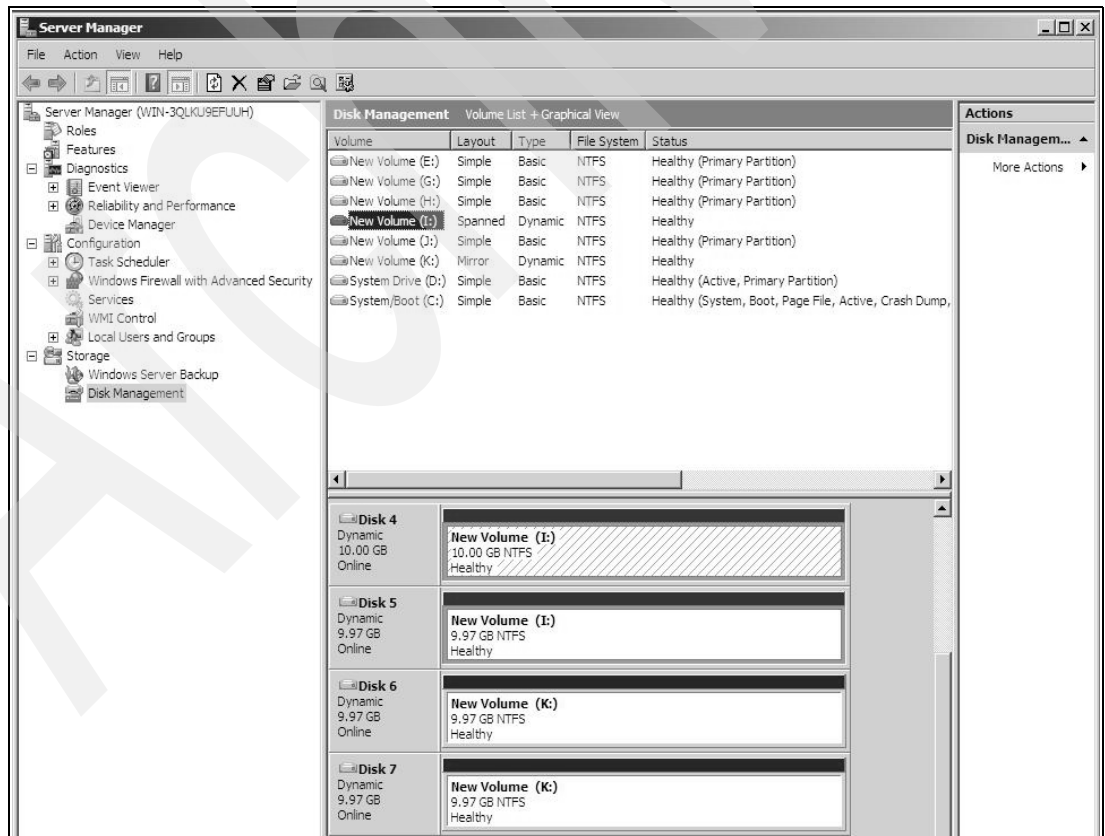 Server Manager
File Action View Help
Server Manager (WIN-3QLKU9EFUUH)
Roles
Features
Diagnostics
Event Viewer
Reliability and Performance
Device Manager
Configuration
Task Scheduler
Windows Firewall with Advanced Security
Services
WMI Control
Local Users and Groups
Storage
Windows Server Backup
Disk Management
Disk Management Volume List + Graphical View
Volume Layout Type File System Status
New Volume (E:) Simple Basic NTFS Healthy (Primary Partition)
New Volume (G:) Simple Basic NTFS Healthy (Primary Partition)
New Volume (H:) Simple Basic NTFS Healthy (Primary Partition)
New Volume (I:) Spanned Dynamic NTFS Healthy
New Volume (J:) Simple Basic NTFS Healthy (Primary Partition)
New Volume (K:) Mirror Dynamic NTFS Healthy
System Drive (D:) Simple Basic NTFS Healthy (Active, Primary Partition)
System/Boot (C:) Simple Basic NTFS Healthy (System, Boot, Page File, Active, Crash Dump,
Disk 4
Dynamic
10.00 GB
Online
New Volume (I:)
10.00 GB NTFS
Healthy
Disk 5
Dynamic
9.97 GB
Online
New Volume (I:)
9.97 GB NTFS
Healthy
Disk 6
Dynamic
9.97 GB
Online
New Volume (K:)
9.97 GB NTFS
Healthy
Disk 7
Dynamic
9.97 GB
Online
New Volume (K:)
9.97 GB NTFS
Healthy
Actions
Disk Managem...
More Actions